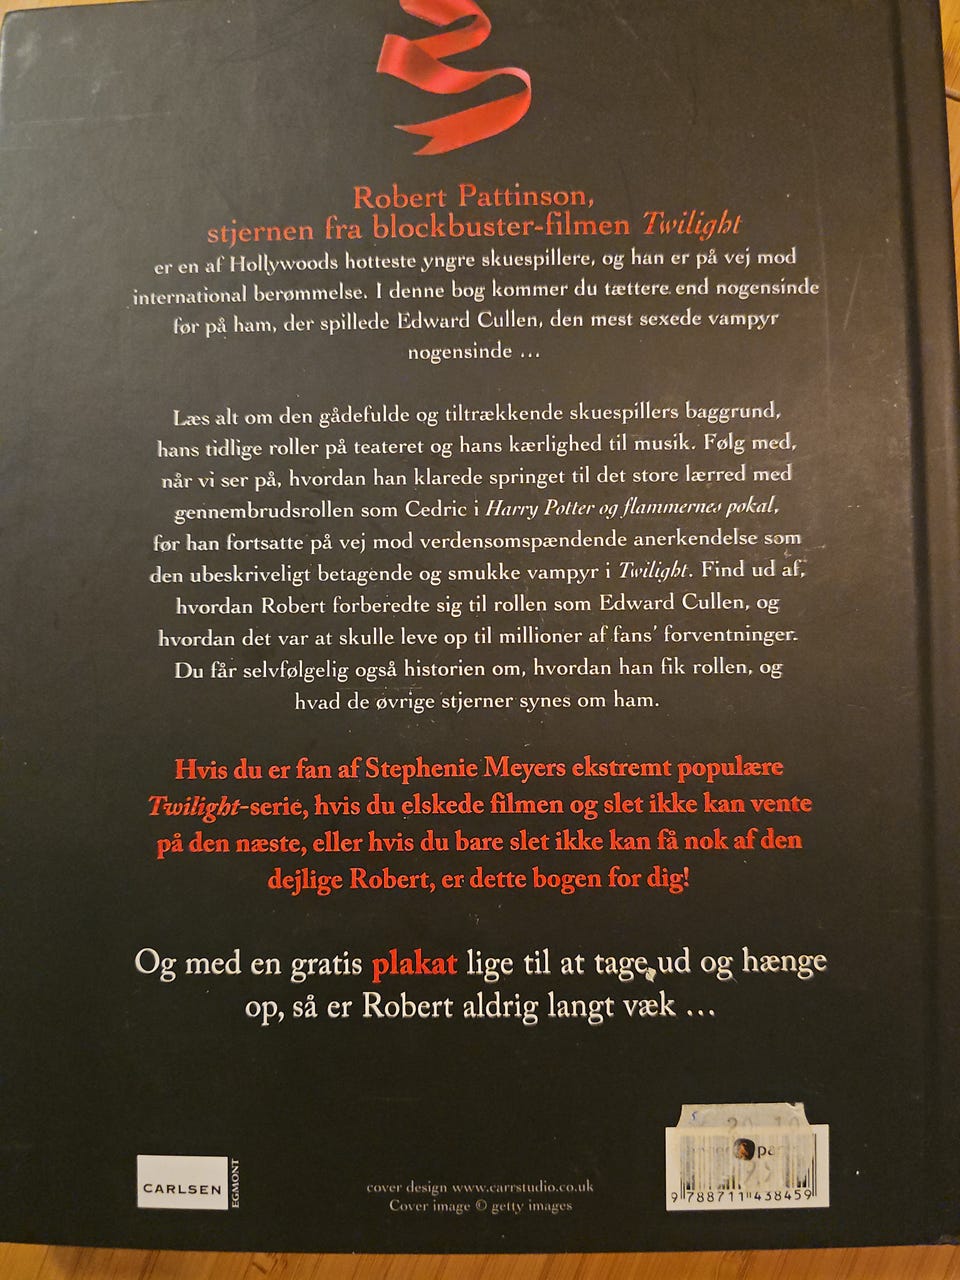 Robert Pattinson,
stjernen fra blockbuster-filmen Twilight
er en af Hollywoods hotteste yngre skuespillere, og han er på vej mod
international berømmelse. I denne bog kommer du tættere end nogensinde
før på ham, der spillede Edward Cullen, den mest sexede vampyr
nogensinde ...
Læs alt om den gådefulde og tiltrækkende skuespillers baggrund,
hans tidlige roller på teateret og hans kærlighed til musik. Følg med,
når vi ser på, hvordan han klarede springet til det store lærred med
gennembrudsrollen som Cedric i Harry Potter og flammernes pokal,
før han fortsatte på vej mod verdensomspændende anerkendelse som
den ubeskriveligt betagende og smukke vampyr i Twilight. Find ud af,
hvordan Robert forberedte sig til rollen som Edward Cullen, og
hvordan det var at skulle leve op til millioner af fans' forventninger.
Du får selvfølgelig også historien om, hvordan han fik rollen, og
hvad de øvrige stjerner synes om ham.
Hvis du er fan af Stephenie Meyers ekstremt populære
Twilight-serie, hvis du elskede filmen og slet ikke kan vente
på den næste, eller hvis du bare slet ikke kan få nok af den
dejlige Robert, er dette bogen for dig!
Og med en gratis plakat lige til at tage ud og hænge
op, så er Robert aldrig langt væk ...
CARLSEN
EGMONT
cover design www.carrstudio.co.uk
Cover image © getty images
9 788711 438459